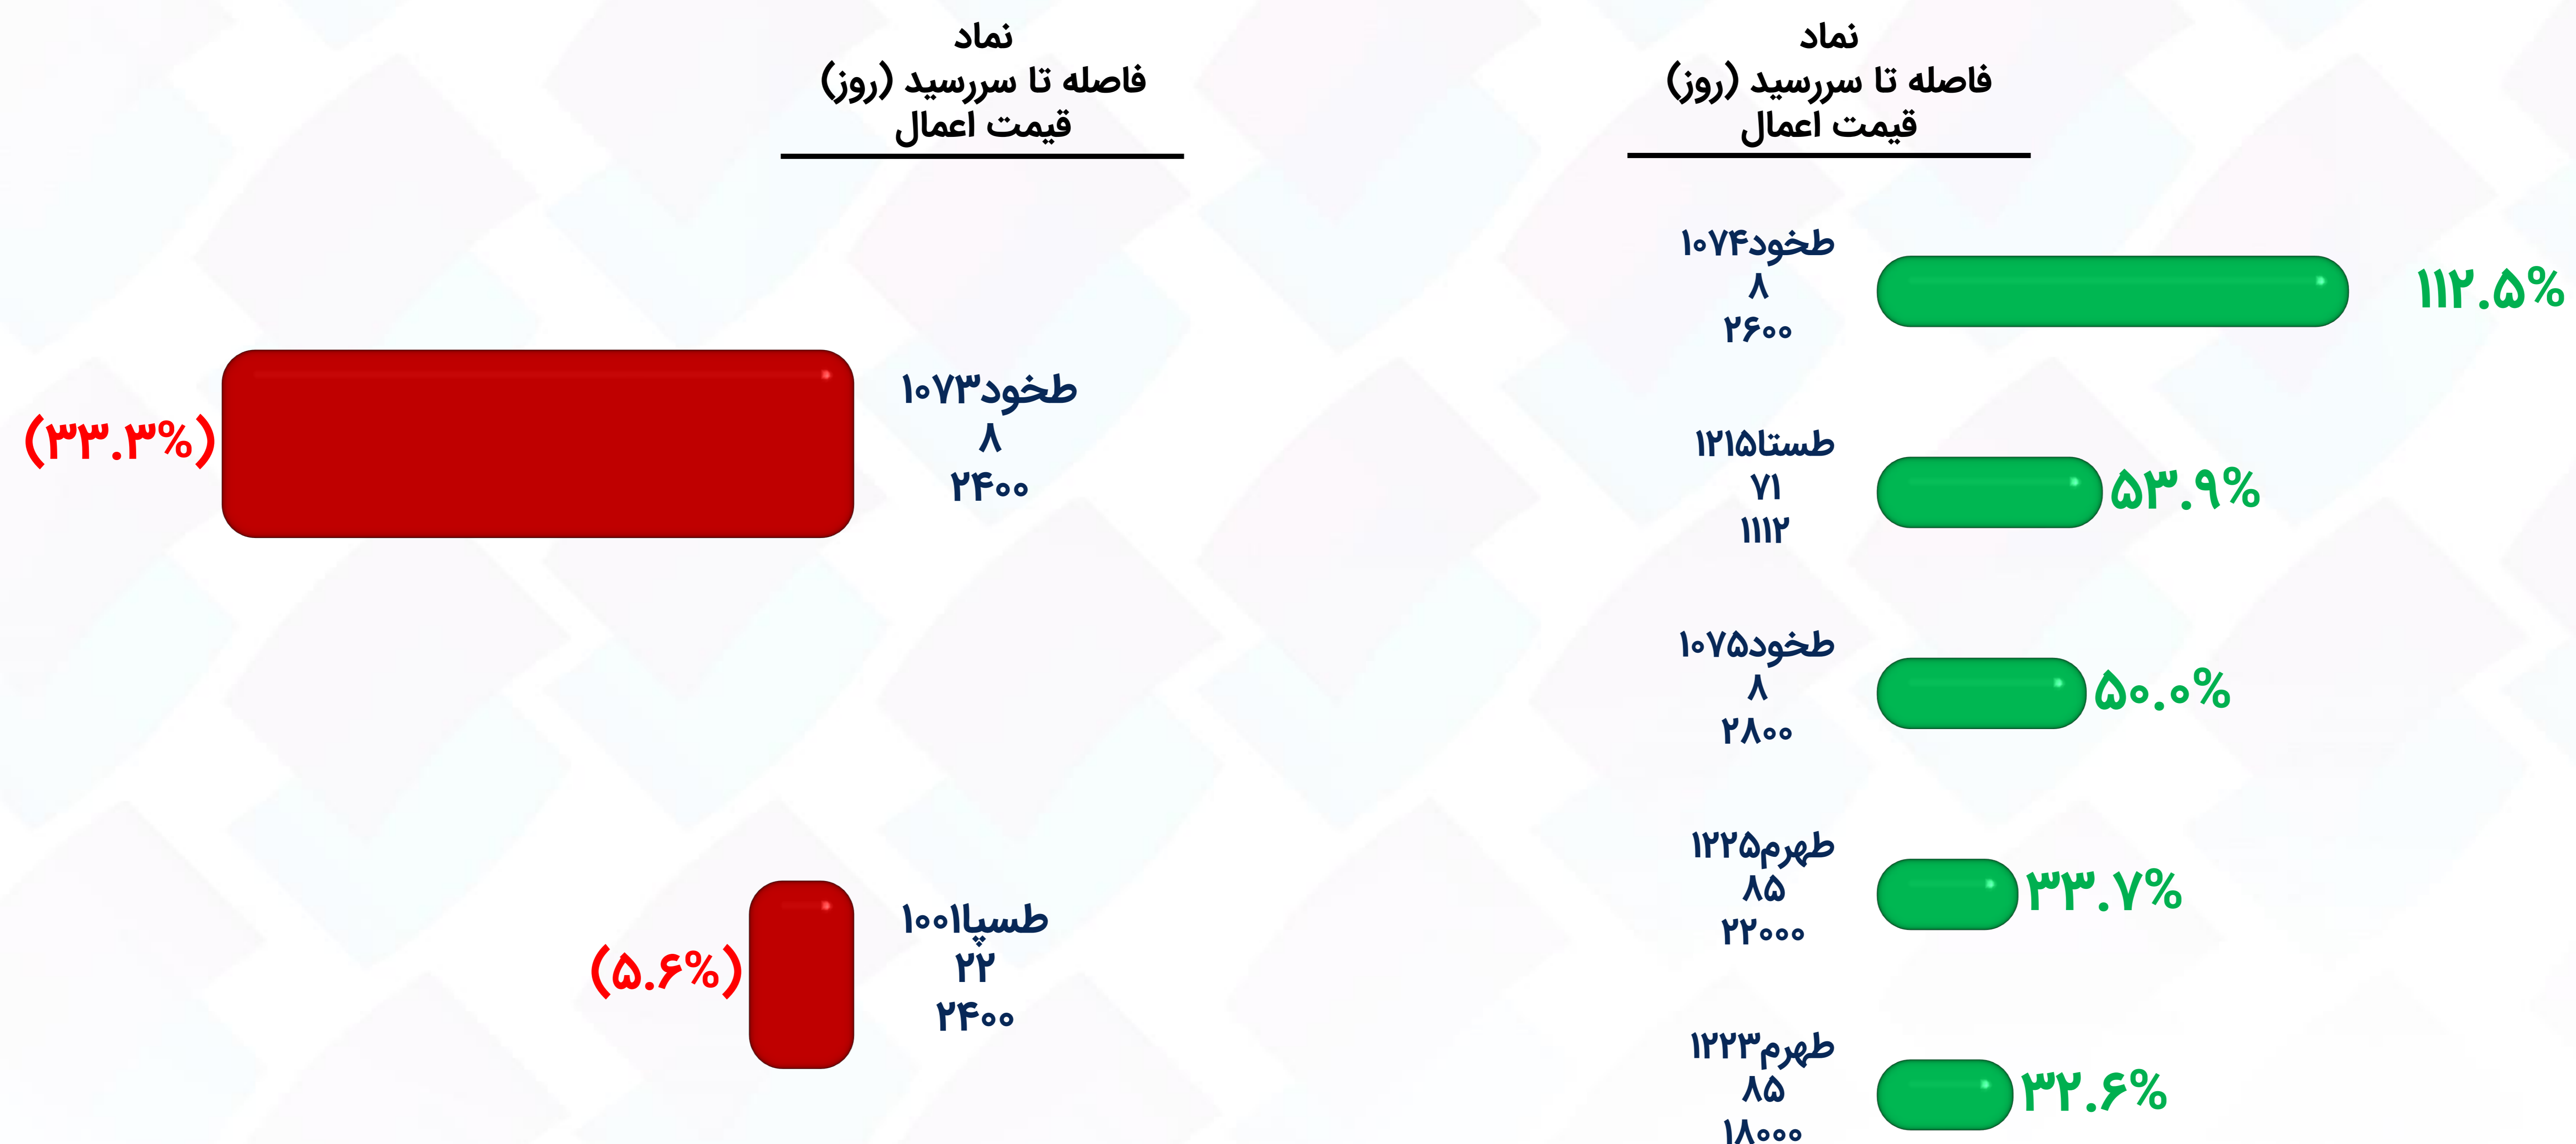 نماد
فاصله تا سررسید (روز)
قیمت اعمال
طخود۱۰۷۴
۸
۲۶۰۰
۱۱۲.۵%
طستا۱۲۱۵
۷۱
۱۱۱۲
۵۳.۹%
طخود۱۰۷۵
۸
۲۸۰۰
۵۰.۰%
طهرم۱۲۲۵
۸۵
۲۲۰۰۰
۳۳.۷%
طهرم۱۲۲۳
۸۵
۱۸۰۰۰
۳۲.۶%
نماد
فاصله تا سررسید (روز)
قیمت اعمال
طخود۱۰۷۳
۸
۲۴۰۰
(۳۳.۳%)
طسپا۱۰۰۱
۲۲
۲۴۰۰
(۵.۶%)